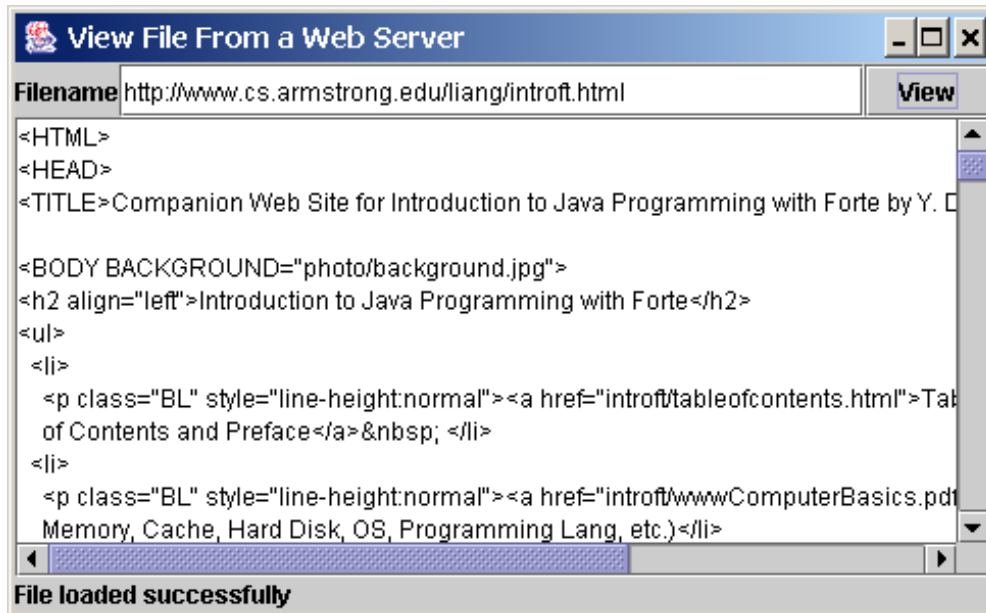 View File From a Web Server
Filename http://www.cs.armstrong.edu/liang/introft.html View
<HTML>
<HEAD>
<TITLE>Companion Web Site for Introduction to Java Programming with Forte by Y.
<BODY BACKGROUND="photo/background.jpg">
<h2 align="left">Introduction to Java Programming with Forte</h2>
<ul>
<li>
<p class="BL" style="line-height:normal"><a href="introft/tableofcontents.html">Tab
of Contents and Preface</a>&nbsp; </li>
<li>
<p class="BL" style="line-height:normal"><a href="introft/wwwComputerBasics.pdf
Memory, Cache, Hard Disk, OS, Programming Lang, etc.)</li>
File loaded successfully